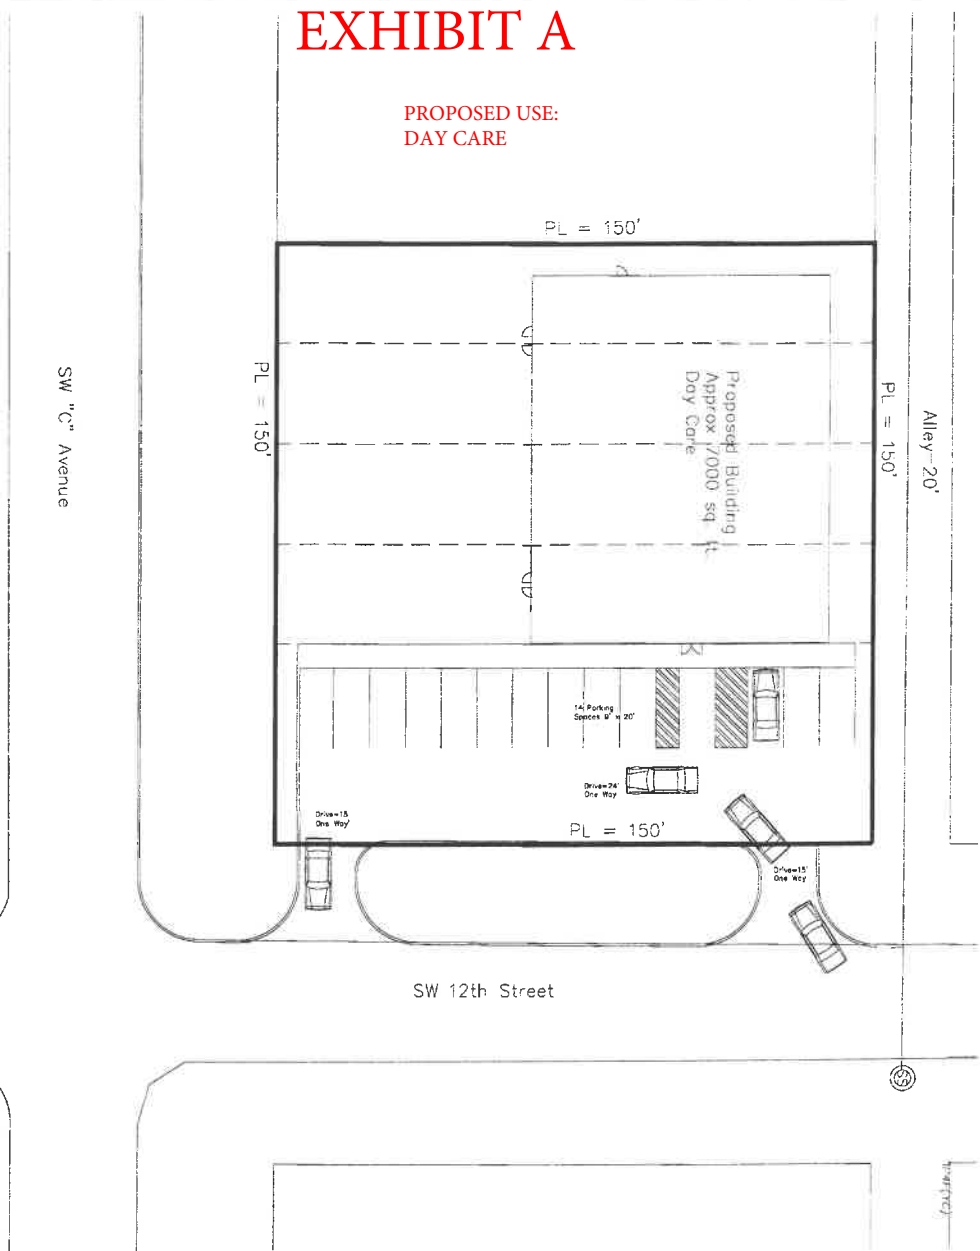 EXHIBIT A
PROPOSED USE:
DAY CARE
PL = 150'
SW "C" Avenue
PL = 150'
Proposed Building
Approx 7000 sq ft.
Day Care
PL = 150'
Alley-20'
14 Parking
Spaces 9' x 20'
Drive=24'
One Way
Drive=15
One Way'
PL = 150'
Drive=15'
One Way
SW 12th Street
S